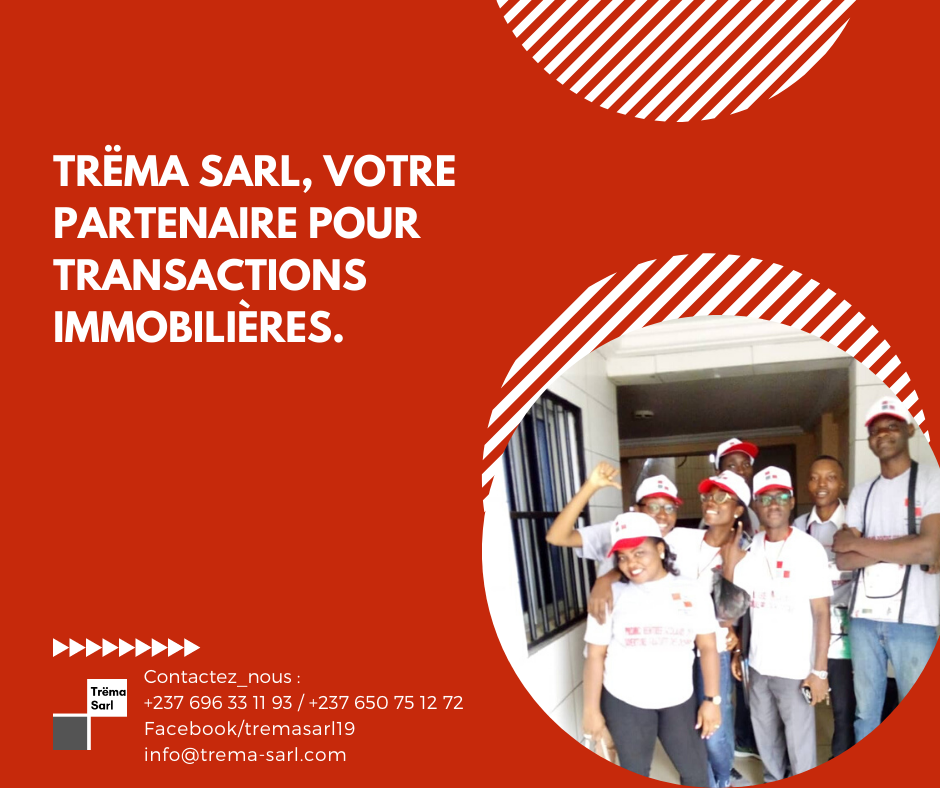 TRËMA SARL, VOTRE
PARTENAIRE POUR
TRANSACTIONS
IMMOBILIÈRES.
Trëma
Sarl
Contactez_nous :
+237 696 33 11 93 / +237 650 75 12 72
Facebook/tremasarl19
info@trema-sarl.com